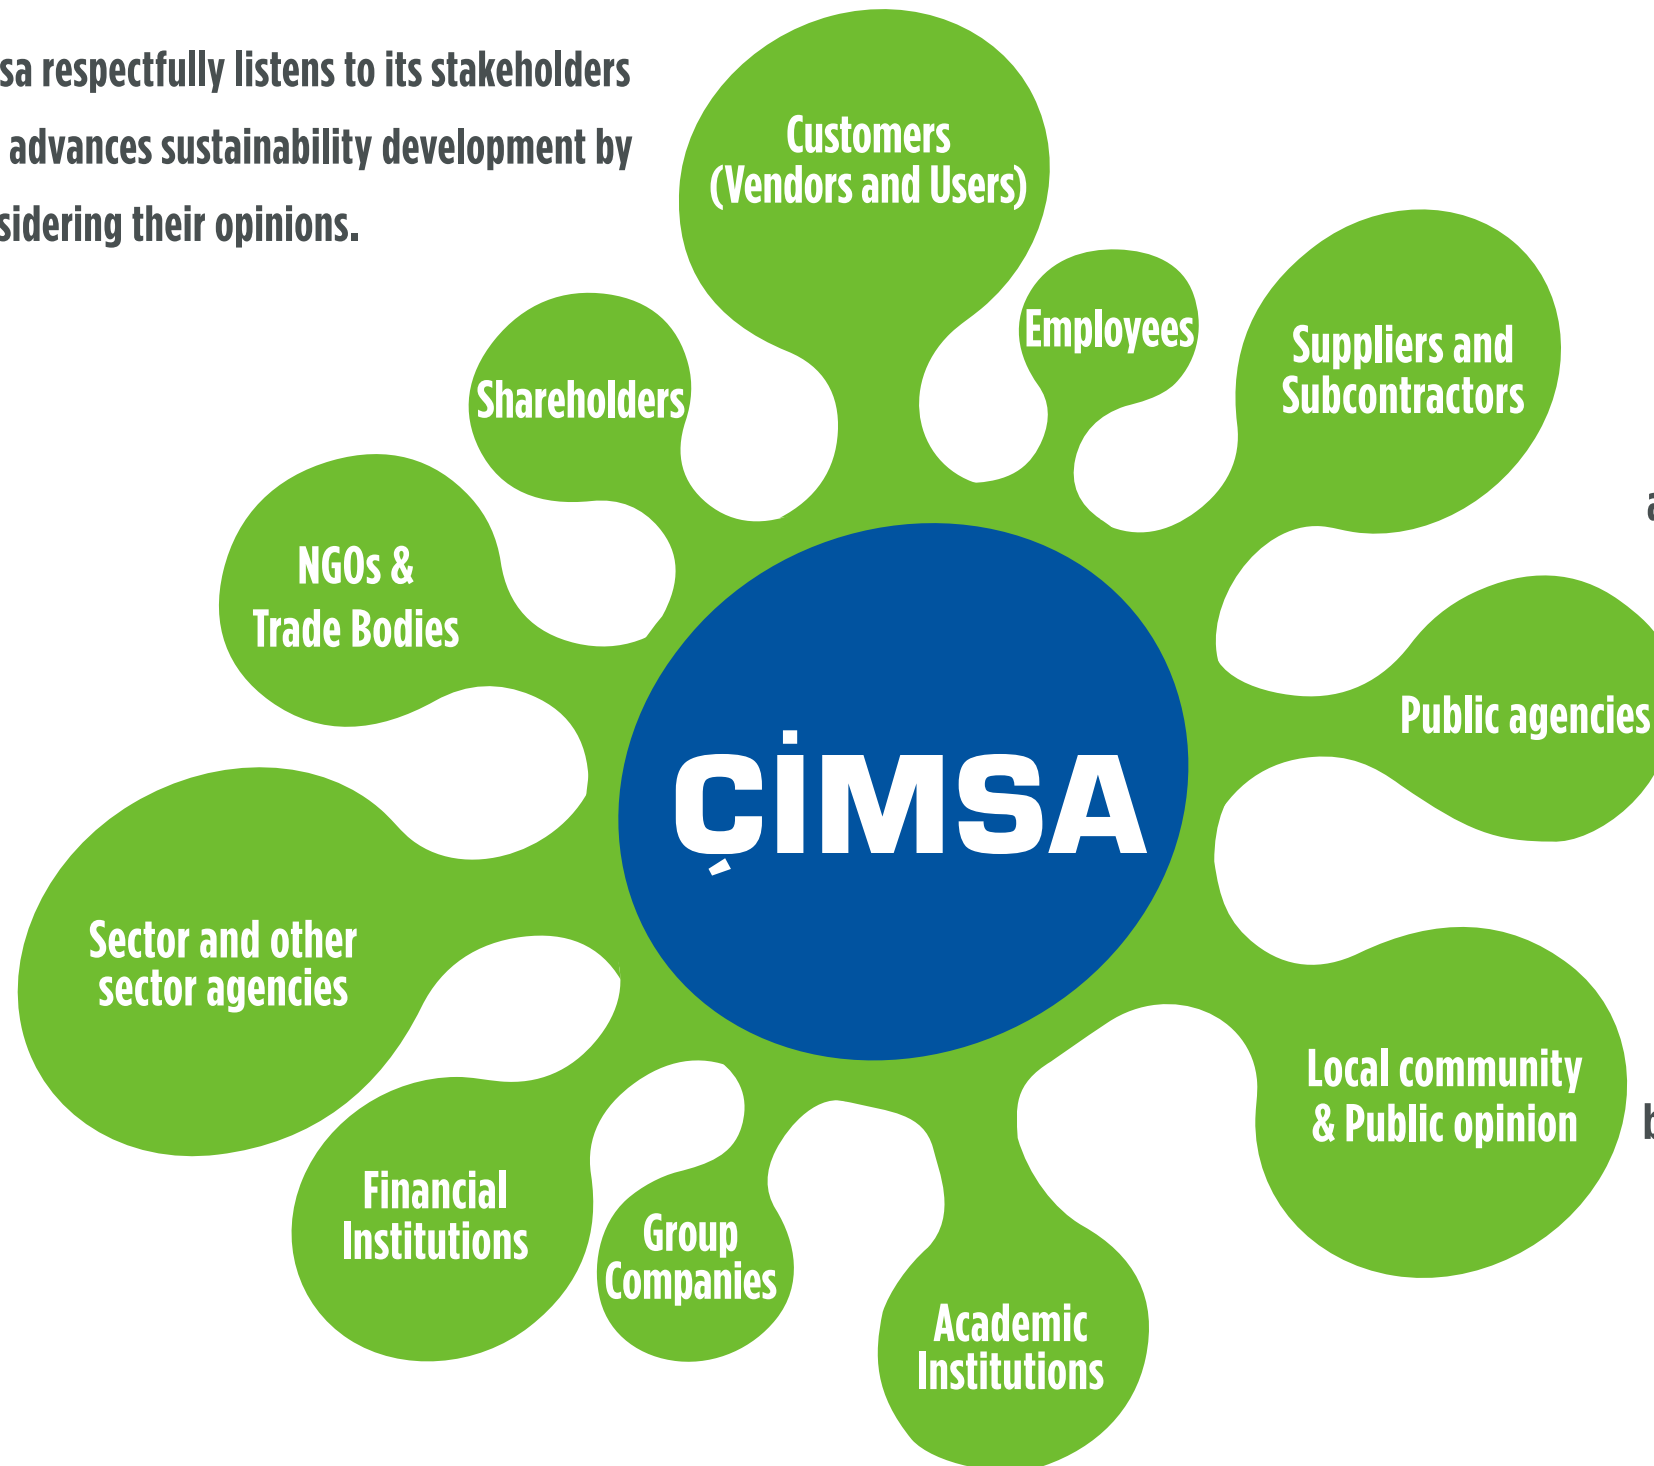 sa respectfully listens to its stakeholders
advances sustainability development by
sidering their opinions.
Customers
(Vendors and Users)
Employees
Suppliers and
Subcontractors
Shareholders
a
NGOs &
Trade Bodies
Public agencies
ÇİMSA
Sector and other
sector agencies
Local community
& Public opinion
b
Financial
Institutions
Group
Companies
Academic
Institutions